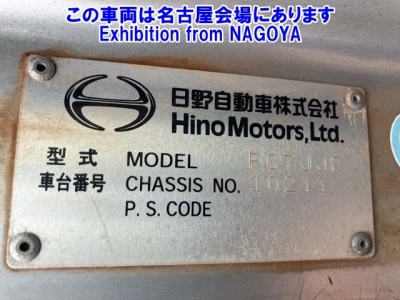 この車両は名古屋会場にあります
Exhibition from NAGOYA
日野自動車株式会社
Hino Motors, Ltd.
型式 MODEL FC7JJF
車台番号 CHASSIS NO. 10211
P. S. CODE